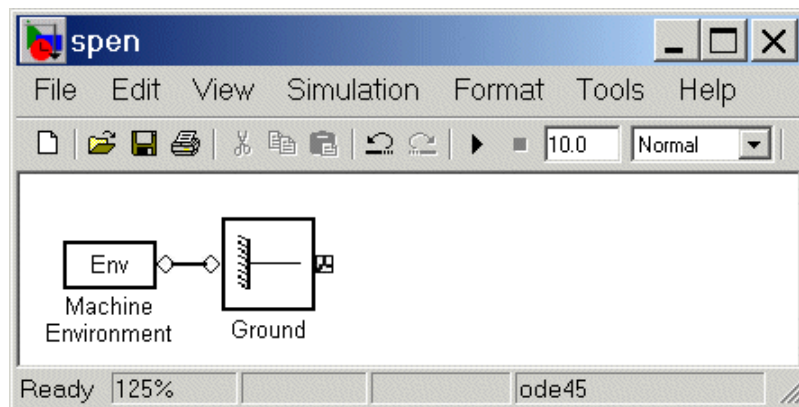 spen
File Edit View Simulation Format Tools Help
10.0 Normal
Env
Machine
Environment
Ground
Ready 125% ode45